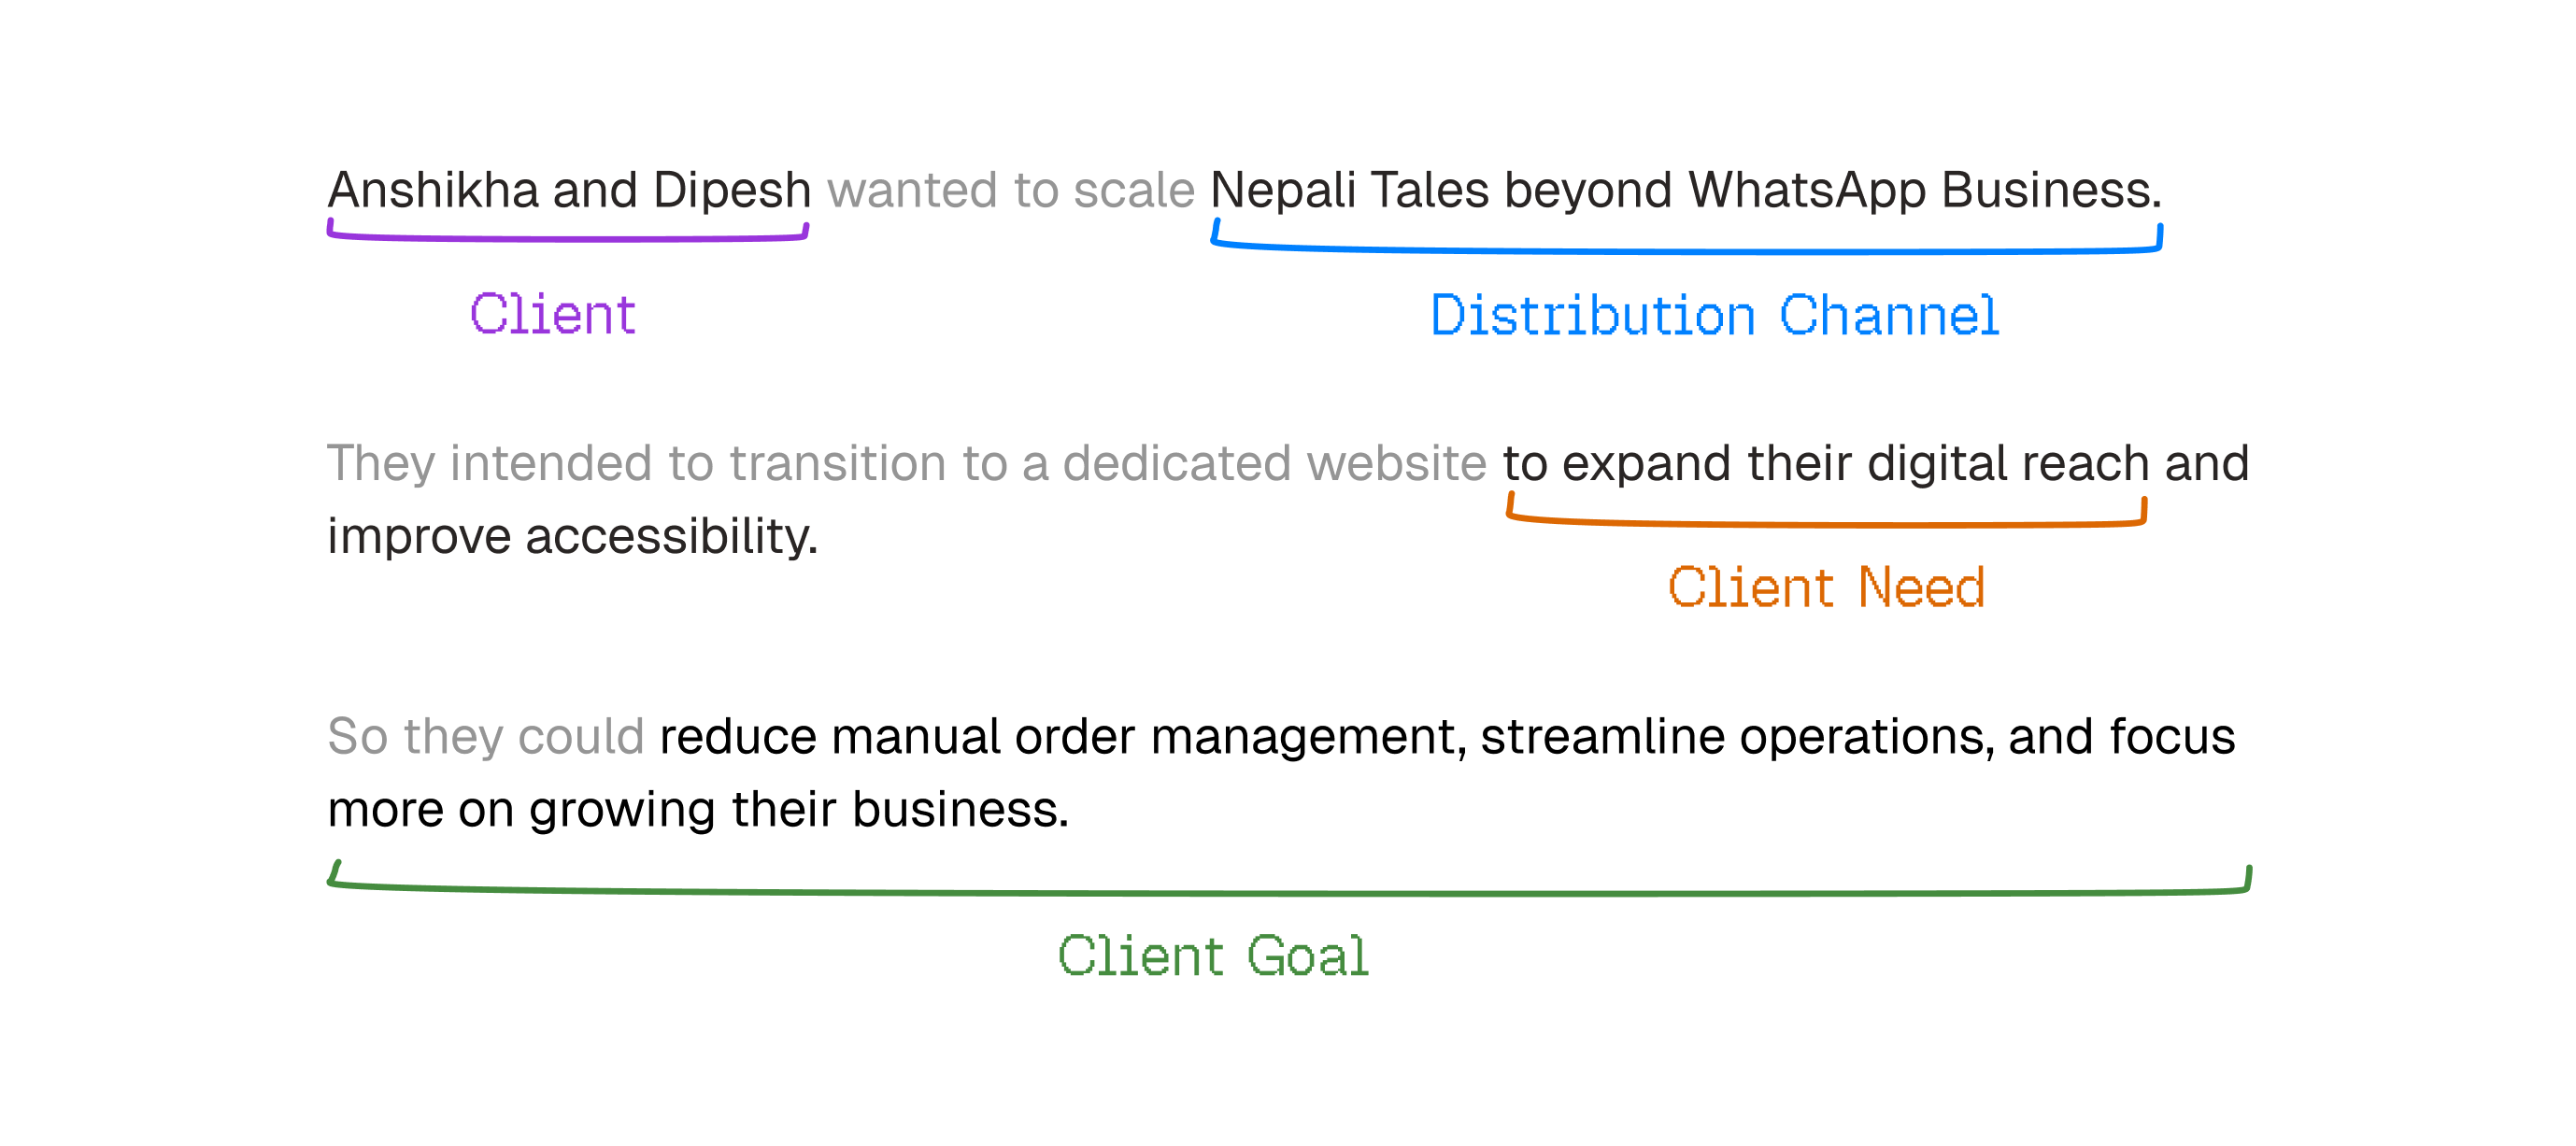 Anshikha and Dipesh wanted to scale Nepali Tales beyond WhatsApp Business.
Client
Distribution Channel
They intended to transition to a dedicated website to expand their digital reach and
improve accessibility.
Client Need
So they could reduce manual order management, streamline operations, and focus
more on growing their business.
Client Goal